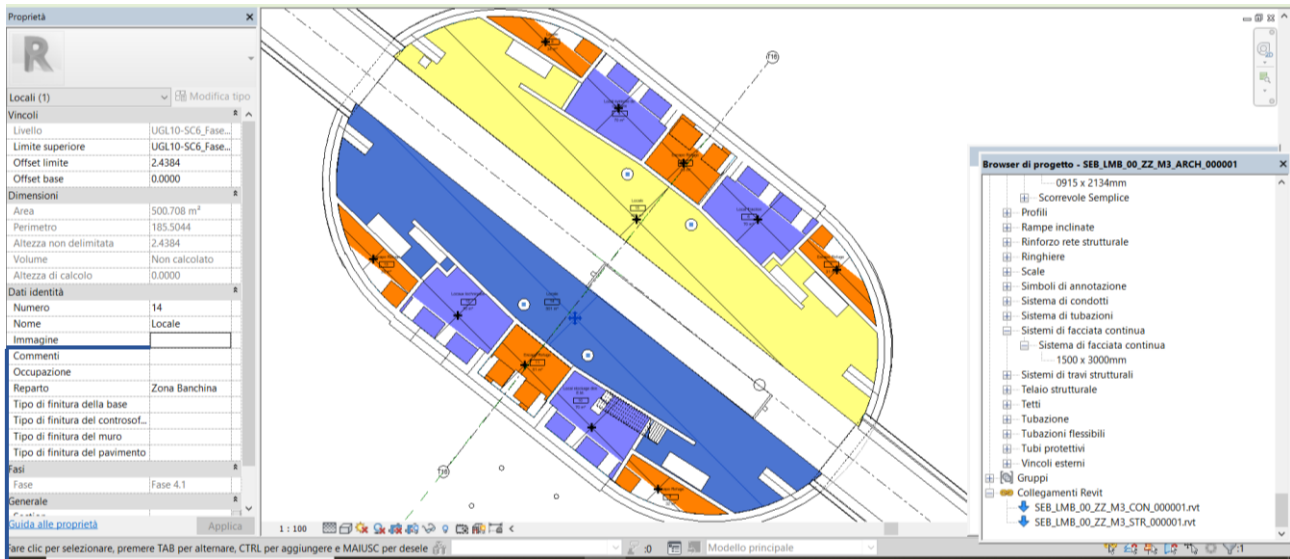 Proprietà
R
Locali (1)
Modifica tipo
Vincoli
Livello UGL10-SC6_Fase...
Limite superiore UGL10-SC6_Fase...
Offset limite 2.4384
Offset base 0.0000
Dimensioni
Area 500.708 m²
Perimetro 185.5044
Altezza non delimitata 2.4384
Volume Non calcolato
Altezza di calcolo 0.0000
Dati identità
Numero 14
Nome Locale
Immagine
Commenti
Occupazione
Reparto Zona Banchina
Tipo di finitura della base
Tipo di finitura del controsof...
Tipo di finitura del muro
Tipo di finitura del pavimento
Fasi
Fase Fase 4.1
Generale
Guida alle proprietà
Applica
Locale
Locale
1 : 100
Browser di progetto - SEB_LMB_00_ZZ_M3_ARCH_000001
0915 x 2134mm
Scorrevole Semplice
Profili
Rampe inclinate
Rinforzo rete strutturale
Ringhiere
Scale
Simboli di annotazione
Sistema di condotti
Sistema di tubazioni
Sistemi di facciata continua
Sistema di facciata continua
1500 x 3000mm
Sistemi di travi strutturali
Telaio strutturale
Tetti
Tubazione
Tubazioni flessibili
Tubi protettivi
Vincoli esterni
Gruppi
Collegamenti Revit
SEB_LMB_00_ZZ_M3_CON_000001.rvt
SEB_LMB_00_ZZ_M3_STR_000001.rvt
Fare clic per selezionare, premere TAB per alternare, CTRL per aggiungere e MAIUSC per desele
:0
Modello principale
:1